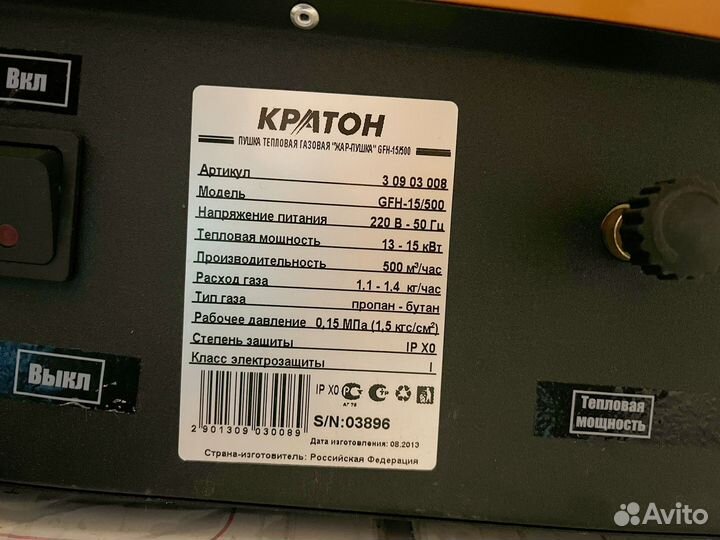 Вкл
КРАТОН
ПУШКА ТЕПЛОВАЯ ГАЗОВАЯ "ЖАР-ПУШКА" GFH-15/500
Артикул 3 09 03 008
Модель GFH-15/500
Напряжение питания 220 В - 50 Гц
Тепловая мощность 13 - 15 кВт
Производительность 500 м³/час
Расход газа 1.1 - 1.4 кг/час
Тип газа пропан - бутан
Рабочее давление 0,15 МПа (1,5 кгс/см²)
Степень защиты IP X0
Класс электрозащиты I
IP X0
2 901309 030089
S/N:03896
Дата изготовления: 08.2013
Страна-изготовитель: Российская Федерация
Выкл
Тепловая
мощность
Avito